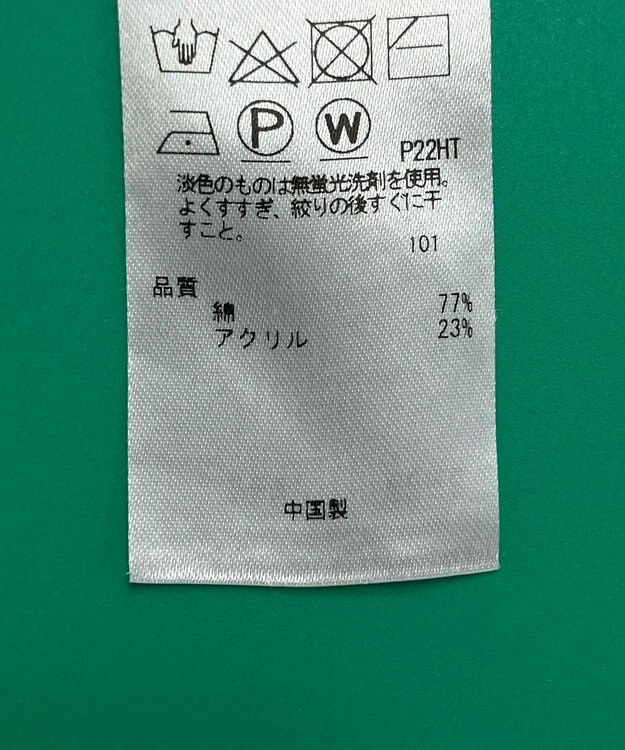 P W P22HT
淡色のものは無蛍光洗剤を使用。
よくすすぎ、絞りの後すぐに干
すこと。
101
品質
綿 77%
アクリル 23%
中国製